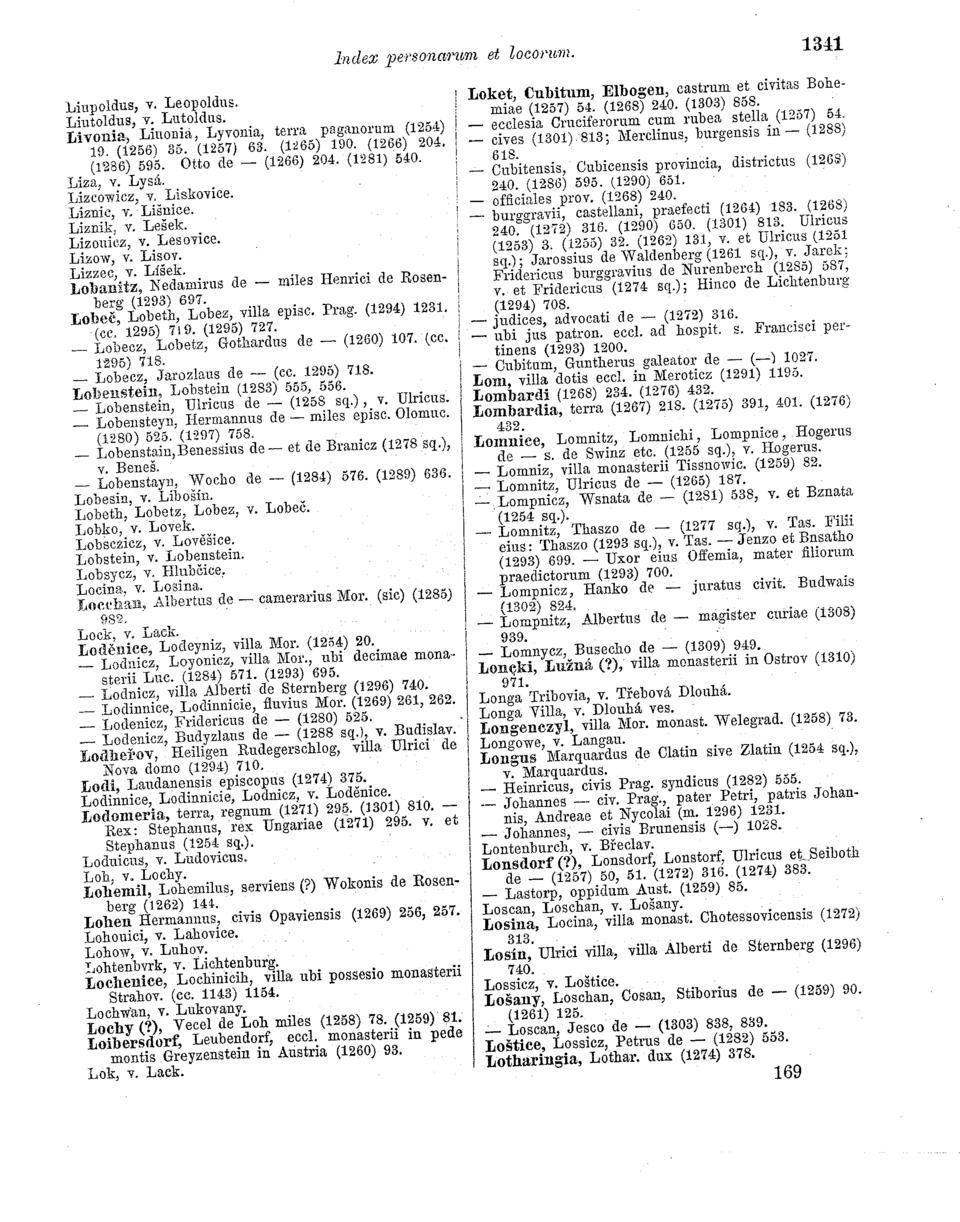 Index personarum et locorum.
1341
Liupoldus, v. Leopoldus.
Liutoldus, v. Lutoldus.
Livonia, Liuonia, Lyvonia, terra paganorum (1254)
19. (1256) 35. (1257) 63. (1265) 190. (1266) 204.
(1286) 595. Otto de — (1266) 204. (1281) 540.
Liza, v. Lysá.
Lizcowicz, v. Liskovice.
Liznic, v. Lišnice.
Liznik, v. Lešek.
Lizouicz, v. Lesovice.
Lizow, v. Lisov.
Lizzec, v. Líšek.
Lobanitz, Nedamirus de — miles Henrici de Rosen-
berg (1293) 697.
Lobeč, Lobeth, Lobez, villa episc. Prag. (1294) 1231.
(cc. 1295) 719. (1295) 727.
— Lobecz, Lobetz, Gothardus de — (1260) 107. (cc.
1295) 718.
— Lobecz, Jarozlaus de — (cc. 1295) 718.
Lobenstein, Lobstein (1283) 555, 556.
— Lobenstein, Ulricus de — (1258 sq.), v. Ulricus.
— Lobensteyn, Hermannus de — miles episc. Olomuc.
(1280) 525. (1297) 758.
— Lobenstain, Benessius de — et de Branicz (1278 sq.),
v. Beneš.
— Lobenstayn, Wocho de — (1284) 576. (1289) 636.
Lobesin, v. Libošín.
Lobeth, Lobetz, Lobez, v. Lobeč.
Lobko, v. Lovek.
Lobsczicz, v. Lověšice.
Lobstein, v. Lobenstein.
Lobsycz, v. Hlubčice.
Locina, v. Losina.
Locchan, Albertus de — camerarius Mor. (sic) (1285)
982.
Lock, v. Lack.
Loděnice, Lodeyniz, villa Mor. (1254) 20.
— Lodnicz, Loyonicz, villa Mor., ubi decimae mona-
sterii Luc. (1284) 571. (1293) 695.
— Lodnicz, villa Alberti de Sternberg (1296) 740.
— Lodinnice, Lodinnicie, fluvius Mor. (1269) 261, 262.
— Lodenicz, Fridericus de — (1280) 525.
— Lodenicz, Budyzlaus de — (1288 sq.), v. Budislav.
Lodheřov, Heiligen Rudegerschlog, villa Ulrici de
Nova domo (1294) 710.
Lodi, Laudanensis episcopus (1274) 375.
Lodinnice, Lodinnicie, Lodnicz, v. Loděnice.
Lodomeria, terra, regnum (1271) 295. (1301) 810. —
Rex: Stephanus, rex Ungariae (1271) 295. v. et
Stephanus (1254 sq.).
Loduicus, v. Ludovicus.
Loh, v. Lochy.
Lohemil, Lohemilus, serviens (?) Wokonis de Rosen-
berg (1262) 144.
Lohen Hermannus, civis Opaviensis (1269) 256, 257.
Lohouici, v. Lahovice.
Lohow, v. Luhov.
Lohtenbvrk, v. Lichtenburg.
Lochenice, Lochinicih, villa ubi possesio monasterii
Strahov. (cc. 1143) 1154.
Lochwan, v. Lukovany.
Lochy (?), Vecel de Loh miles (1258) 78. (1259) 81.
Loibersdorf, Leubendorf, eccl. monasterii in pede
montis Greyzenstein in Austria (1260) 93.
Lok, v. Lack.
Loket, Cubitum, Elbogen, castrum et civitas Bohe-
miae (1257) 54. (1268) 240. (1303) 858.
— ecclesia Cruciferorum cum rubea stella (1257) 54.
— cives (1301) 813; Merclinus, burgensis in — (1288)
618.
— Cubitensis, Cubicensis provincia, districtus (1268)
240. (1286) 595. (1290) 651.
— officiales prov. (1268) 240.
— burggravii, castellani, praefecti (1264) 183. (1268)
240. (1272) 316. (1290) 650. (1301) 813. Ulricus
(1253) 3. (1255) 32. (1262) 131, v. et Ulricus (1251
sq.); Jarossius de Waldenberg (1261 sq.), v. Jarek;
Fridericus burggravius de Nurenberch (1285) 587,
v. et Fridericus (1274 sq.); Hinco de Lichtenburg
(1294) 708.
— judices, advocati de — (1272) 316.
— ubi jus patron. eccl. ad hospit. s. Francisci per-
tinens (1293) 1200.
— Cubitum, Guntherus galeator de — (—) 1027.
Lom, villa dotis eccl. in Meroticz (1291) 1195.
Lombardi (1268) 234. (1276) 432.
Lombardia, terra (1267) 218. (1275) 391, 401. (1276)
432.
Lomnice, Lomnitz, Lomnichi, Lompnice, Hogerus
de — s. de Swinz etc. (1255 sq.), v. Hogerus.
— Lomniz, villa monasterii Tissnowic. (1259) 82.
— Lomnitz, Ulricus de — (1265) 187.
— Lompnicz, Wsnata de — (1281) 538, v. et Bznata
(1254 sq.).
— Lomnitz, Thaszo de — (1277 sq.), v. Tas. Filii
eius: Thaszo (1293 sq.), v. Tas. — Jenzo et Bnsatho
(1293) 699. — Uxor eius Offemia, mater filiorum
praedictorum (1293) 700.
— Lompnicz, Hanko de — juratus civit. Budwais
(1302) 824.
— Lompnitz, Albertus de — magister curiae (1308)
939.
— Lomnycz, Busecho de — (1309) 949.
Loncki, Lužná (?), villa monasterii in Ostrov (1310)
971.
Longa Tribovia, v. Třebová Dlouhá.
Longa Villa, v. Dlouhá ves.
Longenczyl, villa Mor. monast. Welegrad. (1258) 73.
Longowe, v. Langau.
Longus Marquardus de Clatin sive Zlatin (1254 sq.),
v. Marquardus.
— Heinricus, civis Prag. syndicus (1282) 555.
— Johannes — civ. Prag., pater Petri, patris Johan-
nis, Andreae et Nycolai (m. 1296) 1231.
— Johannes, — civis Brunensis (—) 1028.
Lontenburch, v. Břeclav.
Lonsdorf (?), Lonsdorf, Lonstorf, Ulricus et Seiboth
de — (1257) 50, 51. (1272) 316. (1274) 383.
— Lastorp, oppidum Aust. (1259) 85.
Loscan, Loschan, v. Lošany.
Losina, Locina, villa monast. Chotessovicensis (1272)
313.
Losín, Ulrici villa, villa Alberti de Sternberg (1296)
740.
Lossicz, v. Loštice.
Lošany, Loschan, Cosan, Stiborius de — (1259) 90.
(1261) 125.
— Loscan, Jesco de — (1303) 838, 839.
Loštice, Lossicz, Petrus de — (1282) 553.
Lotharingia, Lothar. dux (1274) 378.
169